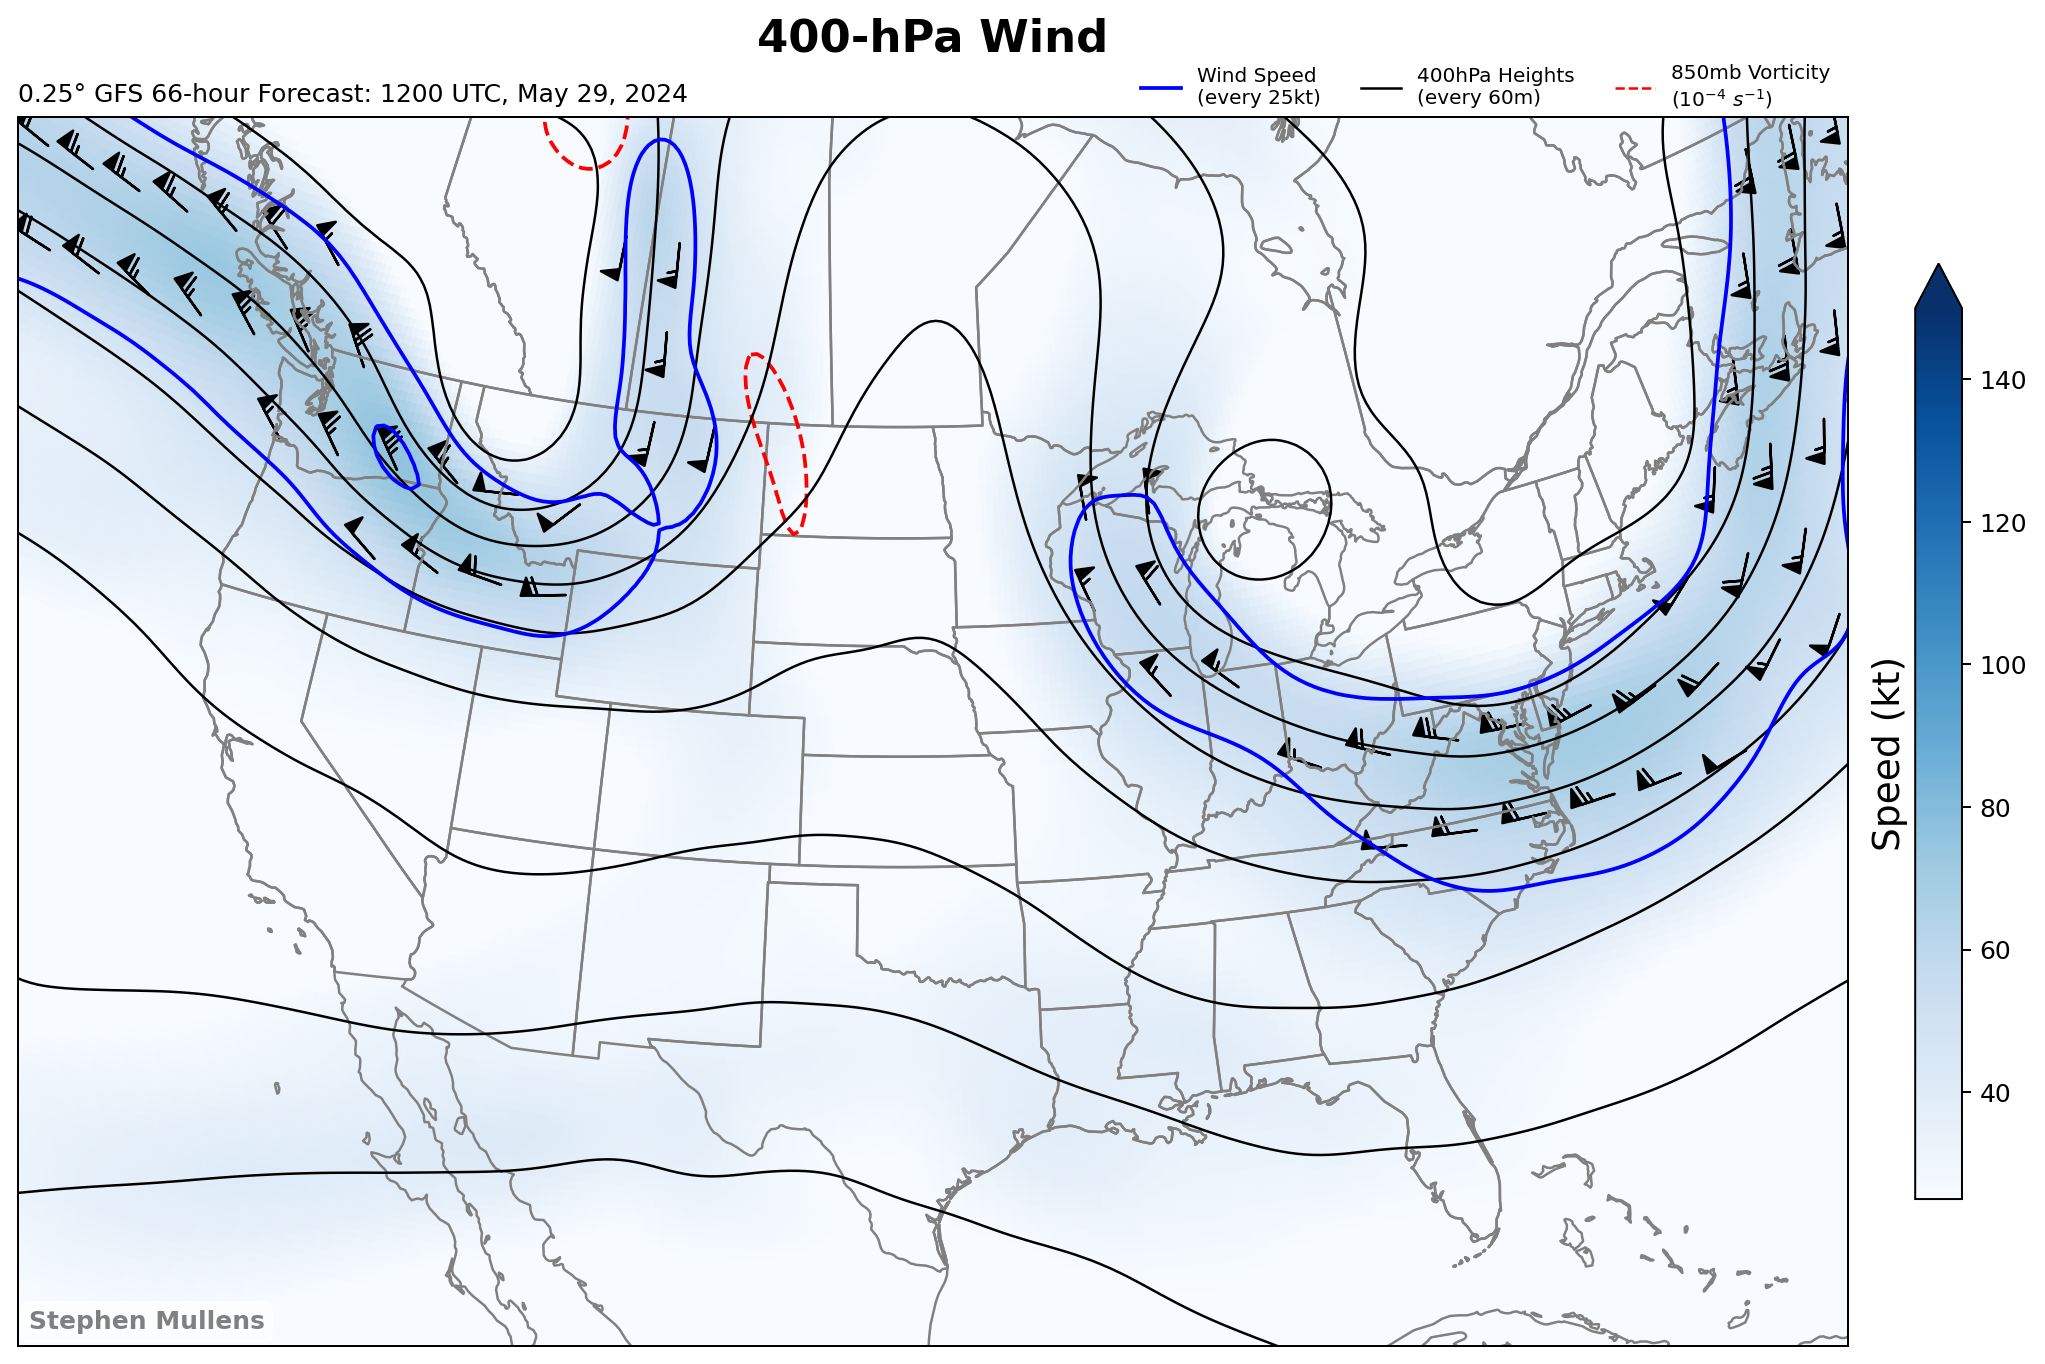 400-hPa Wind
0.25° GFS 66-hour Forecast: 1200 UTC, May 29, 2024
Wind Speed
(every 25kt)
400hPa Heights
(every 60m)
850mb Vorticity
(10⁻⁴ s⁻¹)
140
120
100
80
60
40
Speed (kt)
Stephen Mullens